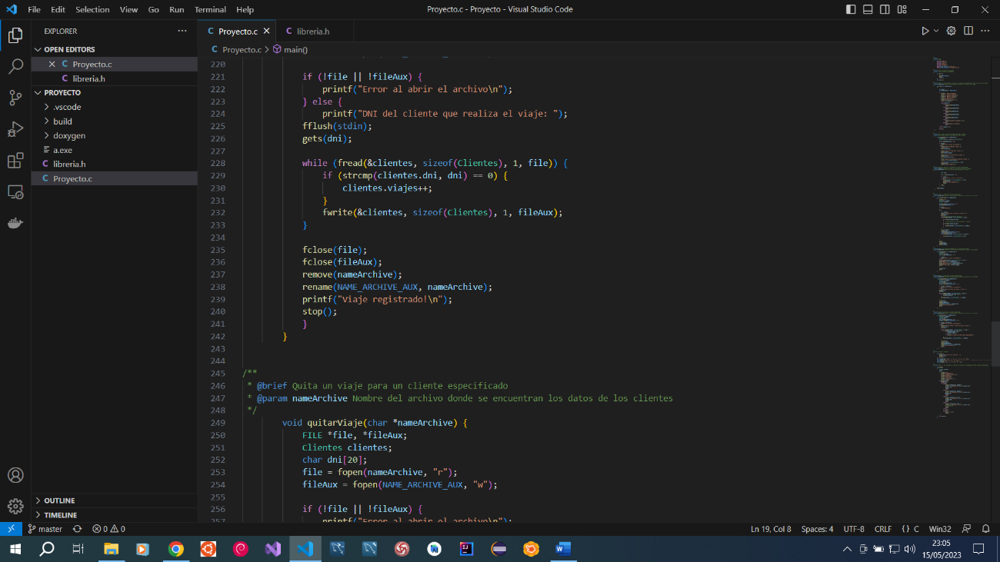 File Edit Selection View Go Run Terminal Help Proyecto.c - Proyecto - Visual Studio Code
EXPLORER
Proyecto.c
libreria.h
OPEN EDITORS
Proyecto.c
libreria.h
PROYECTO
.vscode
build
doxygen
a.exe
libreria.h
Proyecto.c
OUTLINE
TIMELINE
Proyecto.c > main()
220
221 if (!file || !fileAux) {
222 printf("Error al abrir el archivo\n");
223 } else {
224 printf("DNI del cliente que realiza el viaje: ");
225 fflush(stdin);
226 gets(dni);
227
228 while (fread(&clientes, sizeof(Clientes), 1, file)) {
229 if (strcmp(clientes.dni, dni) == 0) {
230 clientes.viajes++;
231 }
232 fwrite(&clientes, sizeof(Clientes), 1, fileAux);
233 }
234
235 fclose(file);
236 fclose(fileAux);
237 remove(nameArchive);
238 rename(NAME_ARCHIVE_AUX, nameArchive);
239 printf("Viaje registrado!\n");
240 stop();
241 }
242 }
243
244
245 /**
246 * @brief Quita un viaje para un cliente especificado
247 * @param nameArchive Nombre del archivo donde se encuentran los datos de los clientes
248 */
249 void quitarViaje(char *nameArchive) {
250 FILE *file, *fileAux;
251 Clientes clientes;
252 char dni[20];
253 file = fopen(nameArchive, "r");
254 fileAux = fopen(NAME_ARCHIVE_AUX, "w");
255
256 if (!file || !fileAux) {
257 printf("Error al abrir el archivo\n");
master 0 0 Ln 19, Col 8 Spaces: 4 UTF-8 CRLF {} C Win32
23:05
15/05/2023